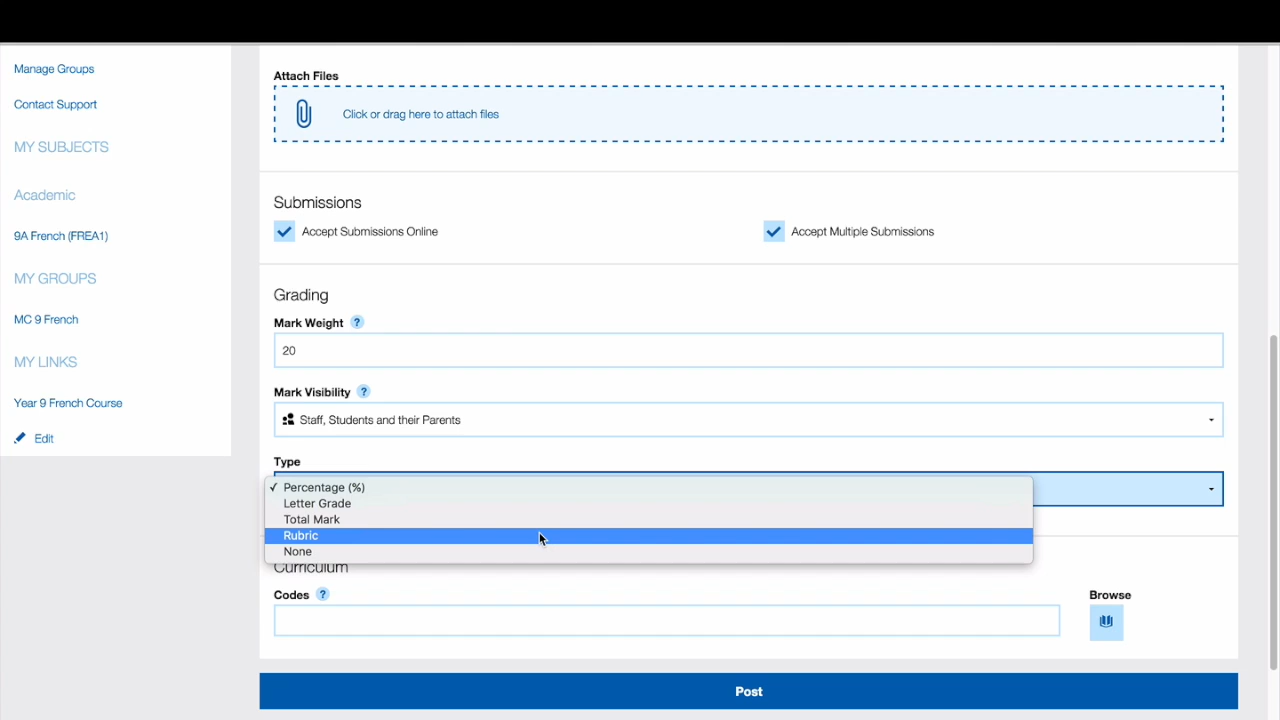 Manage Groups
Contact Support
MY SUBJECTS
Academic
9A French (FREA1)
MY GROUPS
MC 9 French
MY LINKS
Year 9 French Course
Edit
Attach Files
Click or drag here to attach files
Submissions
Accept Submissions Online
Accept Multiple Submissions
Grading
Mark Weight ?
20
Mark Visibility ?
Staff, Students and their Parents
Type
✓ Percentage (%)
Letter Grade
Total Mark
Rubric
None
Curriculum
Codes ?
Browse
Post